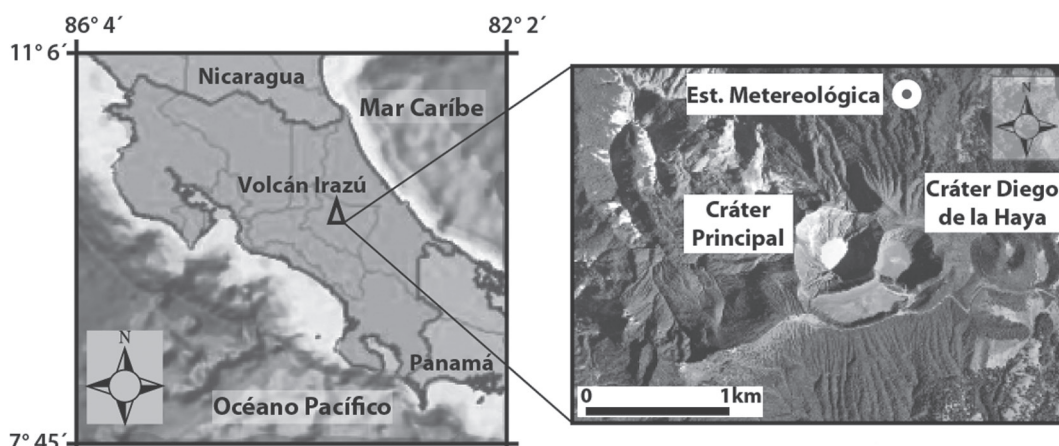 86° 4´
82° 2´
11° 6´
Nicaragua
Mar Caríbe
Volcán Irazú
Panamá
N
Océano Pacífico
7° 45´
Est. Metereológica
N
Cráter
Principal
Cráter Diego
de la Haya
0
1km